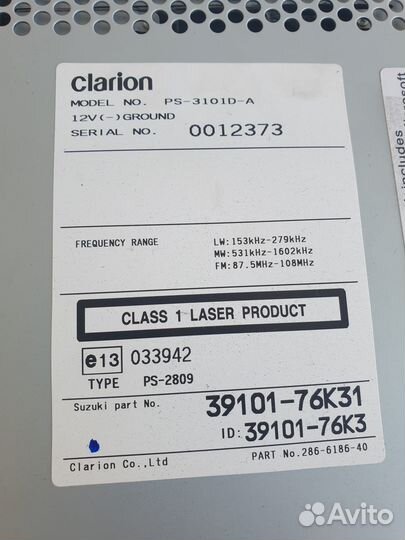 clarion
MODEL NO. PS-3101D-A
12V(-)GROUND
SERIAL NO. 0012373
FREQUENCY RANGE LW:153kHz-279kHz
MW:531kHz-1602kHz
FM:87.5MHz-108MHz
CLASS 1 LASER PRODUCT
e13 033942
TYPE PS-2809
Suzuki part No. 39101-76K31
ID: 39101-76K3
Clarion Co.,Ltd PART No. 286-6186-40
includes
Avito